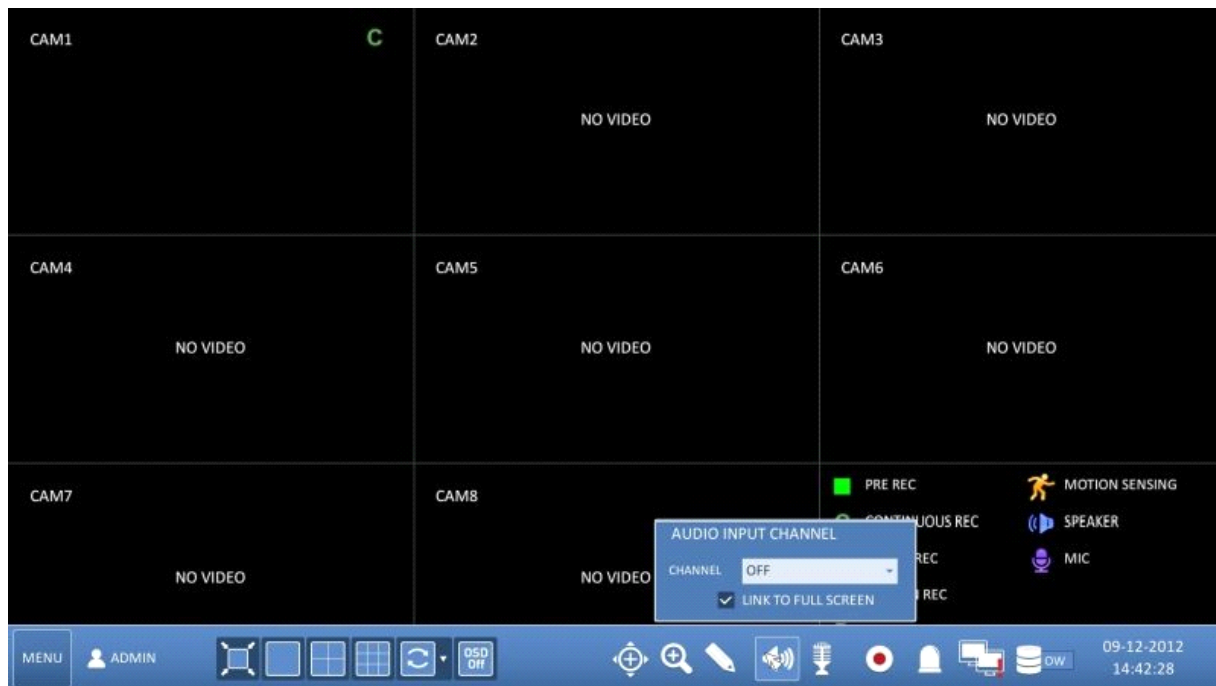 CAM1 C
CAM2
NO VIDEO
CAM3
NO VIDEO
CAM4
NO VIDEO
CAM5
NO VIDEO
CAM6
NO VIDEO
CAM7
NO VIDEO
CAM8
NO VIDEO
PRE REC
MOTION SENSING
REC
SPEAKER
REC
MIC
REC
AUDIO INPUT CHANNEL
CHANNEL OFF
LINK TO FULL SCREEN
MENU ADMIN OSD
Off
OW
09-12-2012
14:42:28